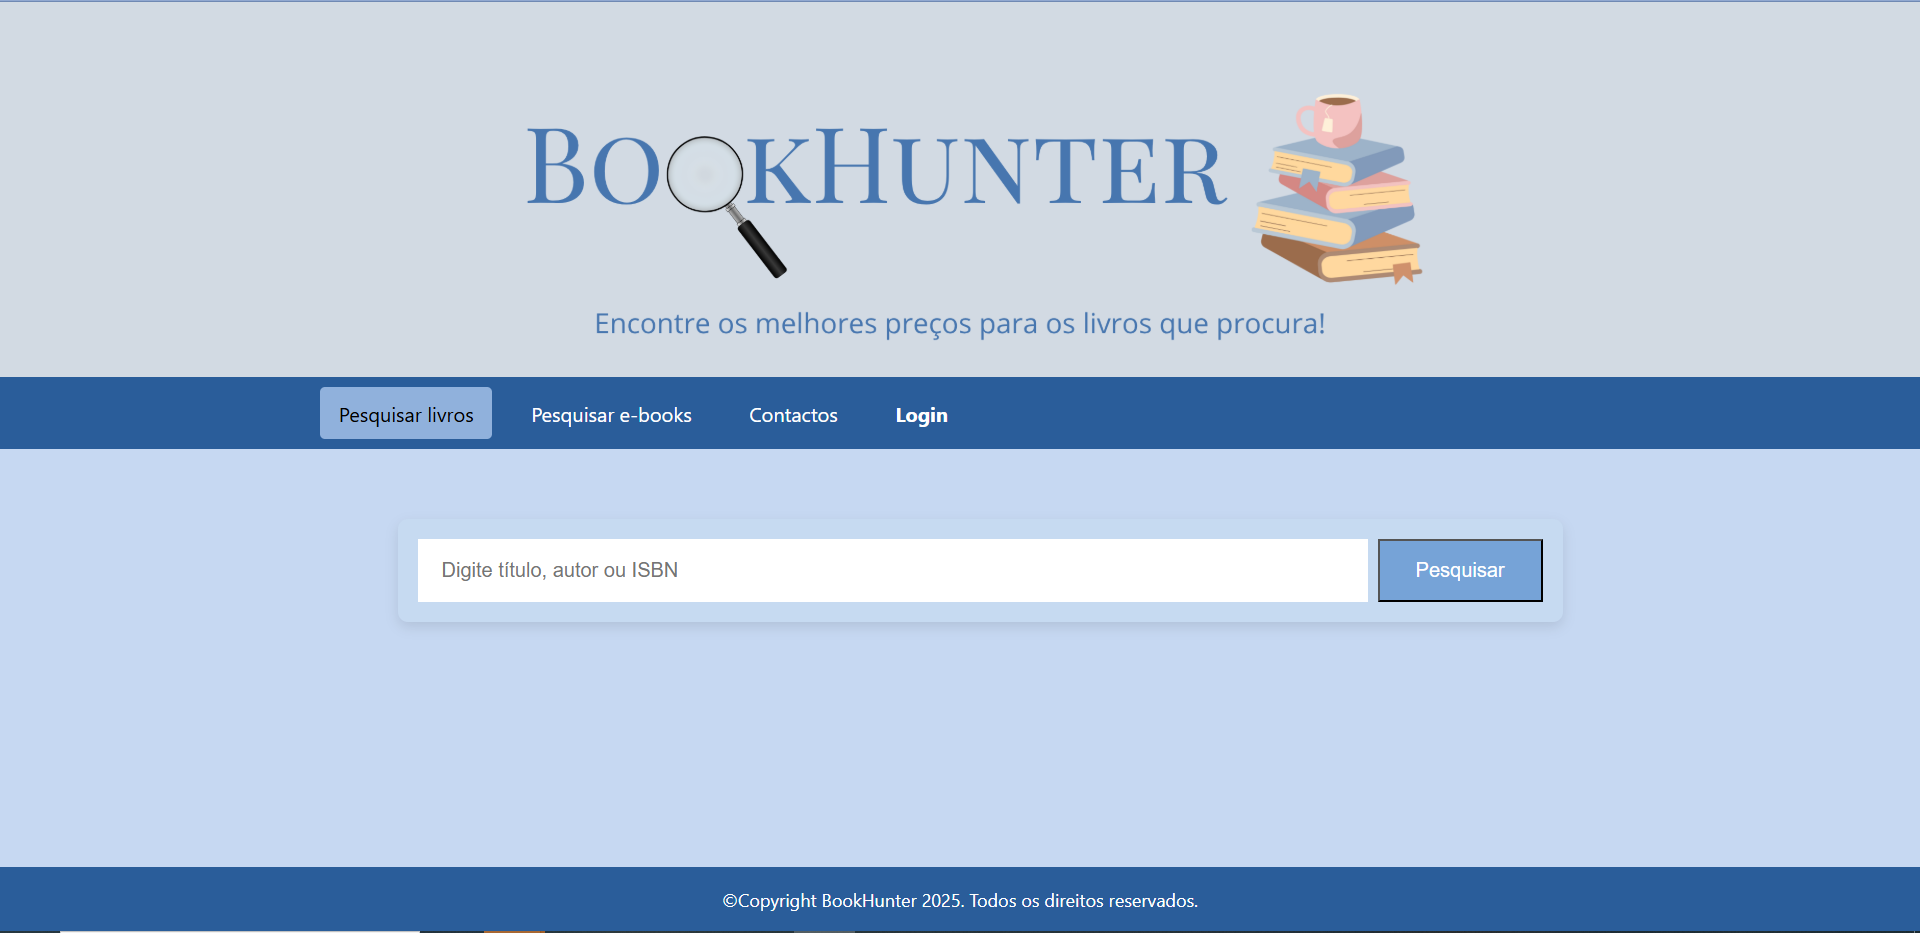 BOOKHUNTER
Encontre os melhores preços para os livros que procura!
Pesquisar livros
Pesquisar e-books
Contactos
Login
Digite título, autor ou ISBN
Pesquisar
©Copyright BookHunter 2025. Todos os direitos reservados.